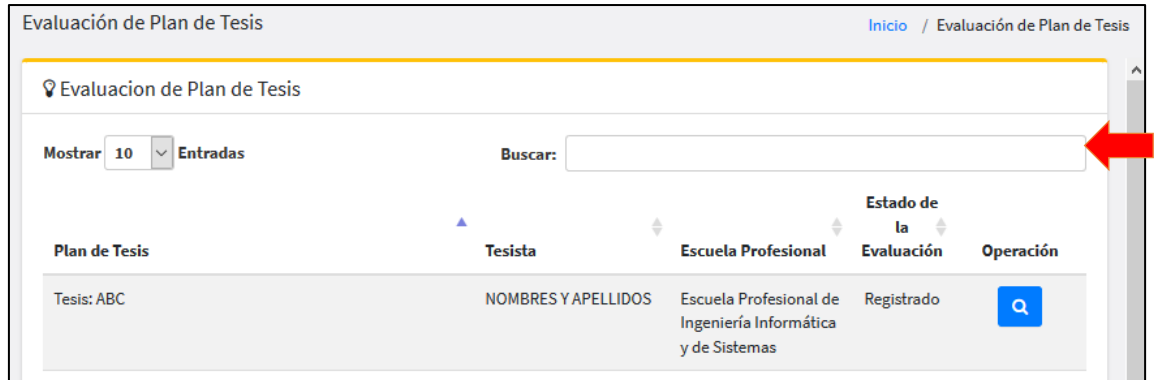 Evaluación de Plan de Tesis
Inicio / Evaluación de Plan de Tesis
Evaluacion de Plan de Tesis
Mostrar 10 Entradas
Buscar:
Plan de Tesis
Tesista
Escuela Profesional
Estado de
la
Evaluación
Operación
Tesis: ABC
NOMBRES Y APELLIDOS
Escuela Profesional de
Ingeniería Informática
y de Sistemas
Registrado